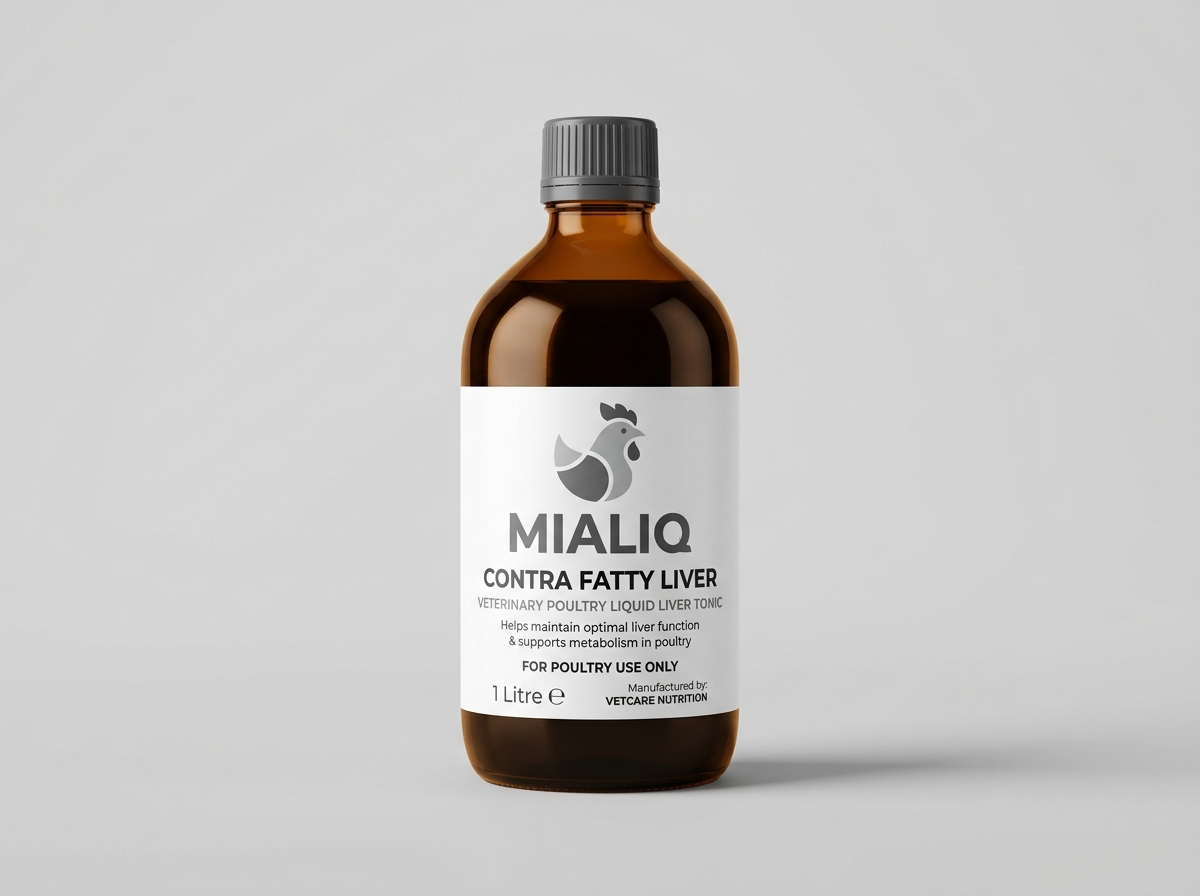 MIALIQ
CONTRA FATTY LIVER
VETERINARY POULTRY LIQUID LIVER TONIC
Helps maintain optimal liver function
& supports metabolism in poultry
FOR POULTRY USE ONLY
1 Litre ℮
Manufactured by:
VETCARE NUTRITION